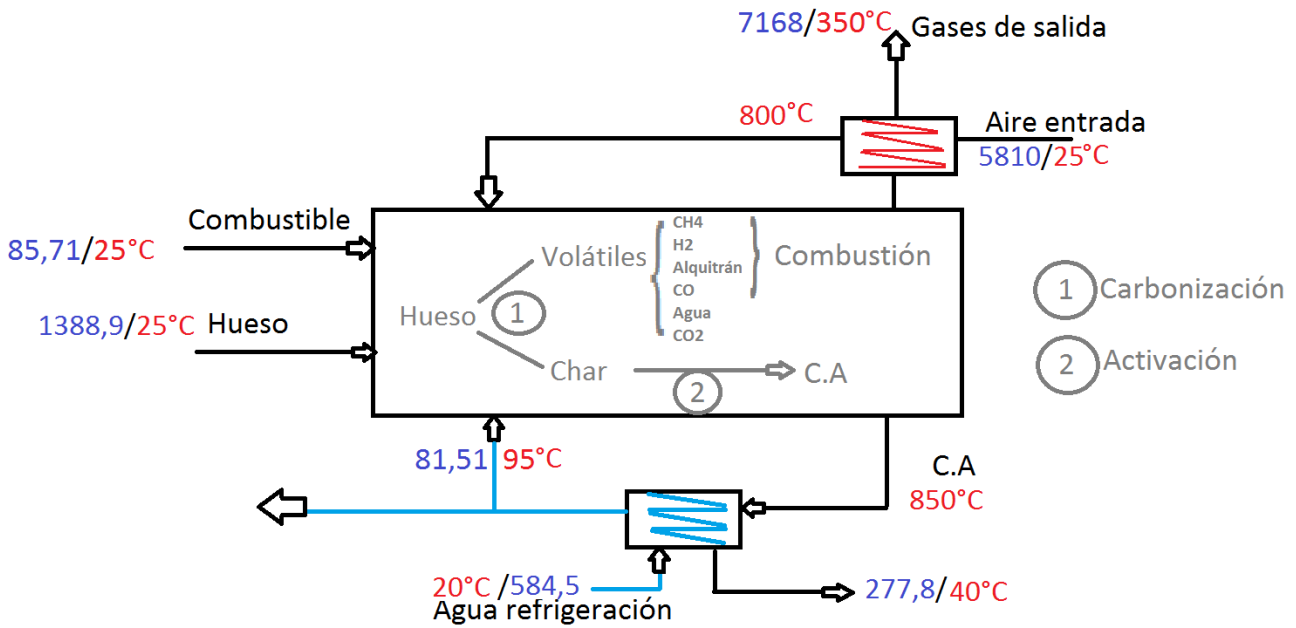 7168/350°C Gases de salida
800°C
Aire entrada
5810/25°C
Combustible
85,71/25°C
1388,9/25°C Hueso
Hueso
1
Volátiles
CH4
H2
Alquitrán
CO
Agua
CO2
Combustión
Char
2
C.A
1 Carbonización
2 Activación
81,51 95°C
C.A
850°C
20°C /584,5
Agua refrigeración
277,8/40°C